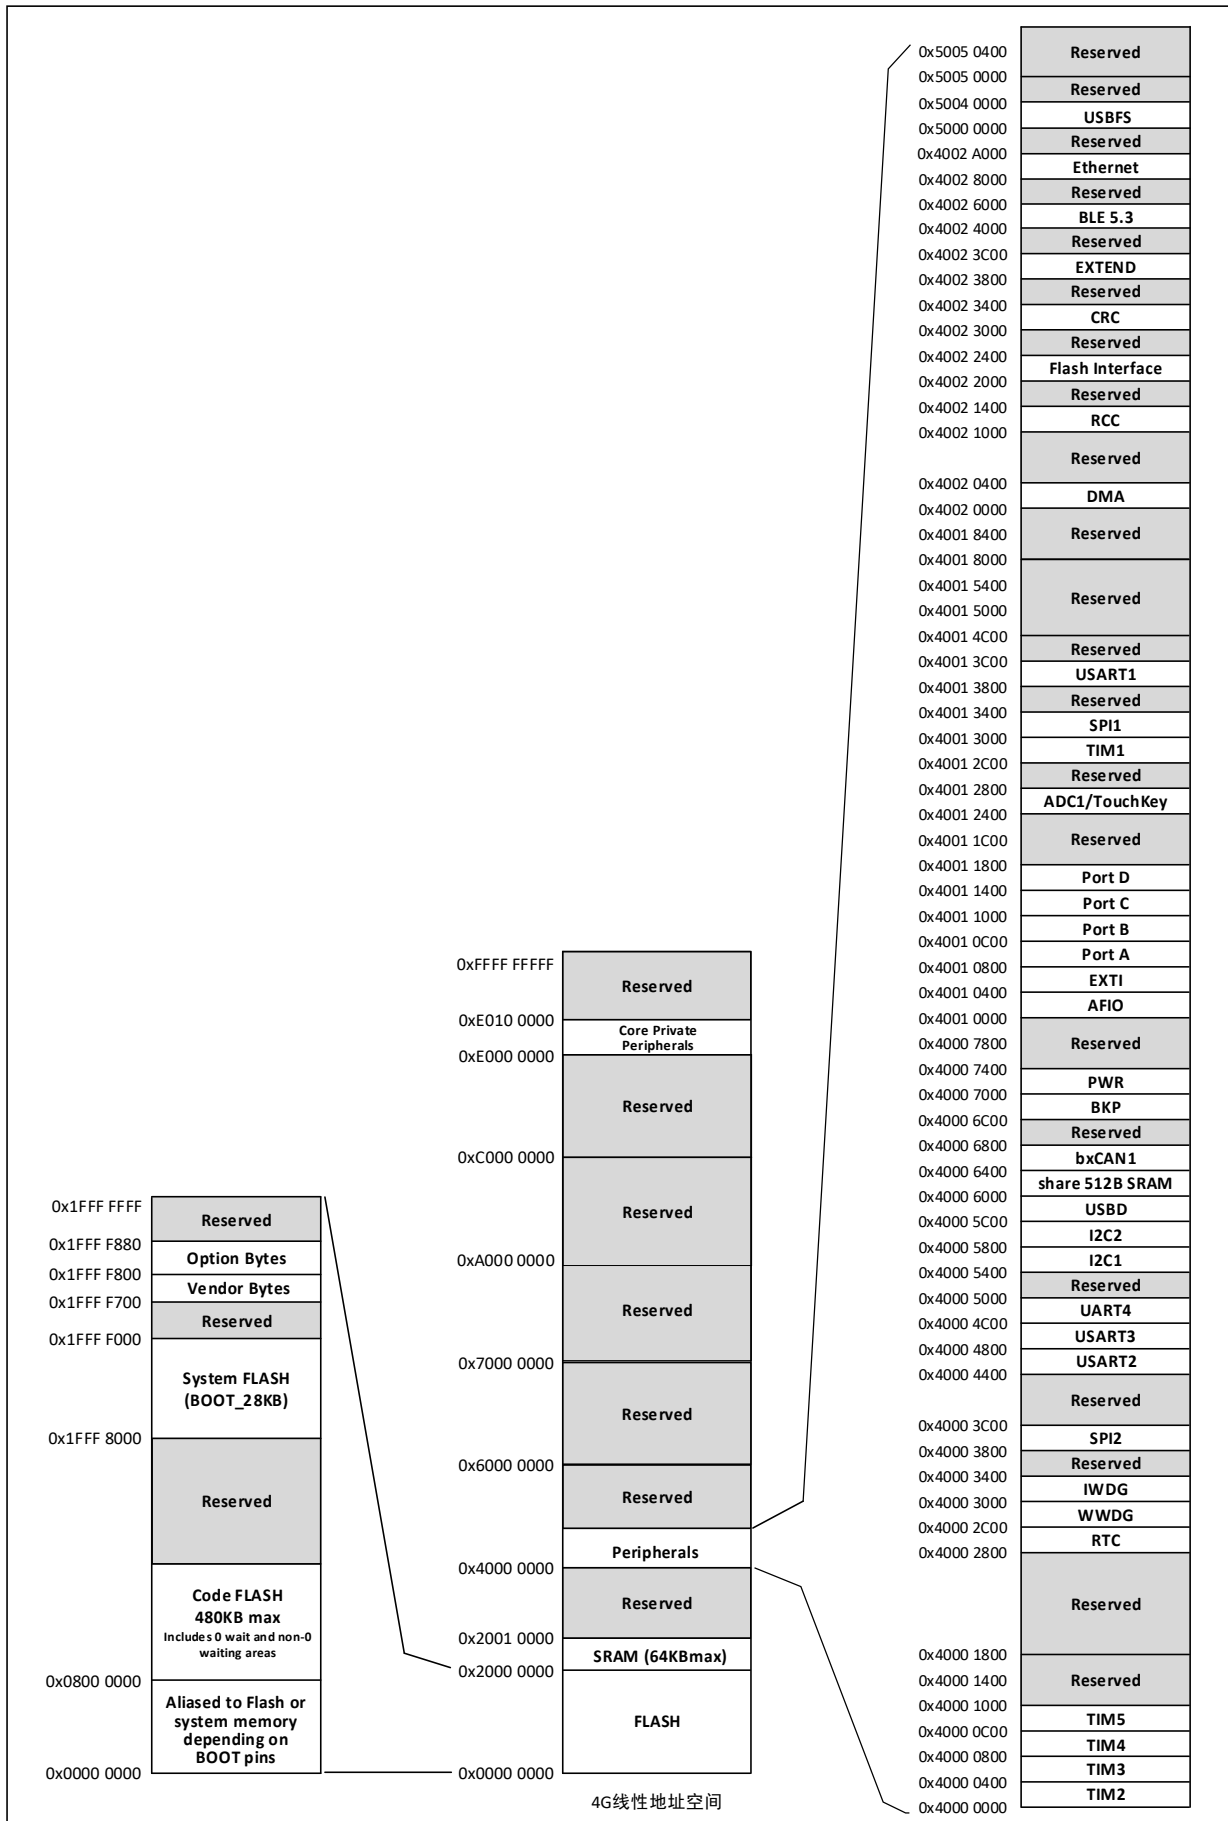 0x5005 0400
Reserved
0x5005 0000
Reserved
0x5004 0000
USBFS
0x5000 0000
Reserved
0x4002 A000
Ethernet
0x4002 8000
Reserved
0x4002 6000
BLE 5.3
0x4002 4000
Reserved
0x4002 3C00
EXTEND
0x4002 3800
Reserved
0x4002 3400
CRC
0x4002 3000
Reserved
0x4002 2400
Flash Interface
0x4002 2000
Reserved
0x4002 1400
RCC
0x4002 1000
Reserved
0x4002 0400
DMA
0x4002 0000
Reserved
0x4001 8400
0x4001 8000
0x4001 5400
Reserved
0x4001 5000
0x4001 4C00
Reserved
0x4001 3C00
USART1
0x4001 3800
Reserved
0x4001 3400
SPI1
0x4001 3000
TIM1
0x4001 2C00
Reserved
0x4001 2800
ADC1/TouchKey
0x4001 2400
Reserved
0x4001 1C00
0x4001 1800
Port D
0x4001 1400
Port C
0x4001 1000
Port B
0x4001 0C00
Port A
0x4001 0800
EXTI
0x4001 0400
AFIO
0x4001 0000
Reserved
0x4000 7800
0x4000 7400
PWR
0x4000 7000
BKP
0x4000 6C00
Reserved
0x4000 6800
bxCAN1
0x4000 6400
share 512B SRAM
0x4000 6000
USBD
0x4000 5C00
I2C2
0x4000 5800
I2C1
0x4000 5400
Reserved
0x4000 5000
UART4
0x4000 4C00
USART3
0x4000 4800
USART2
0x4000 4400
Reserved
0x4000 3C00
SPI2
0x4000 3800
Reserved
0x4000 3400
IWDG
0x4000 3000
WWDG
0x4000 2C00
RTC
0x4000 2800
Reserved
0x4000 1800
Reserved
0x4000 1400
0x4000 1000
TIM5
0x4000 0C00
TIM4
0x4000 0800
TIM3
0x4000 0400
TIM2
0x4000 0000
0xFFFF FFFFF
Reserved
0xE010 0000
Core Private
Peripherals
0xE000 0000
Reserved
0xC000 0000
Reserved
0xA000 0000
Reserved
0x7000 0000
Reserved
0x6000 0000
Reserved
Peripherals
0x4000 0000
Reserved
0x2001 0000
SRAM (64KBmax)
0x2000 0000
FLASH
0x0000 0000
4G线性地址空间
0x1FFF FFFF
Reserved
0x1FFF F880
Option Bytes
0x1FFF F800
Vendor Bytes
0x1FFF F700
Reserved
0x1FFF F000
System FLASH
(BOOT_28KB)
0x1FFF 8000
Reserved
Code FLASH
480KB max
Includes 0 wait and non-0
waiting areas
0x0800 0000
Aliased to Flash or
system memory
depending on
BOOT pins
0x0000 0000